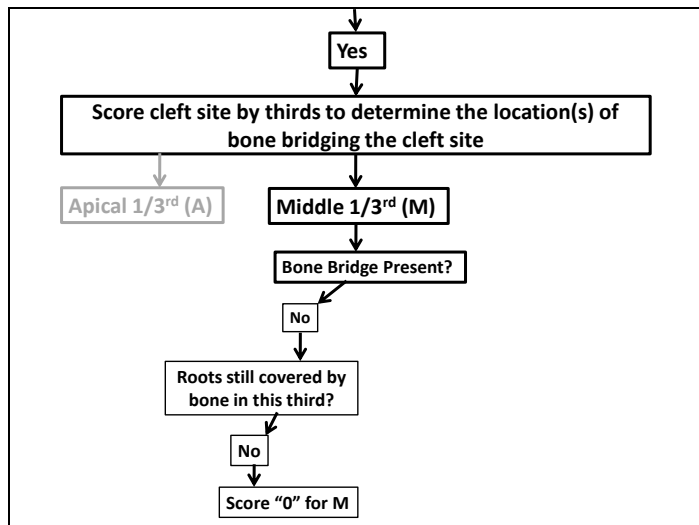 Yes
Score cleft site by thirds to determine the location(s) of
bone bridging the cleft site
Apical 1/3rd (A)
Middle 1/3rd (M)
Bone Bridge Present?
No
Roots still covered by
bone in this third?
No
Score “0” for M